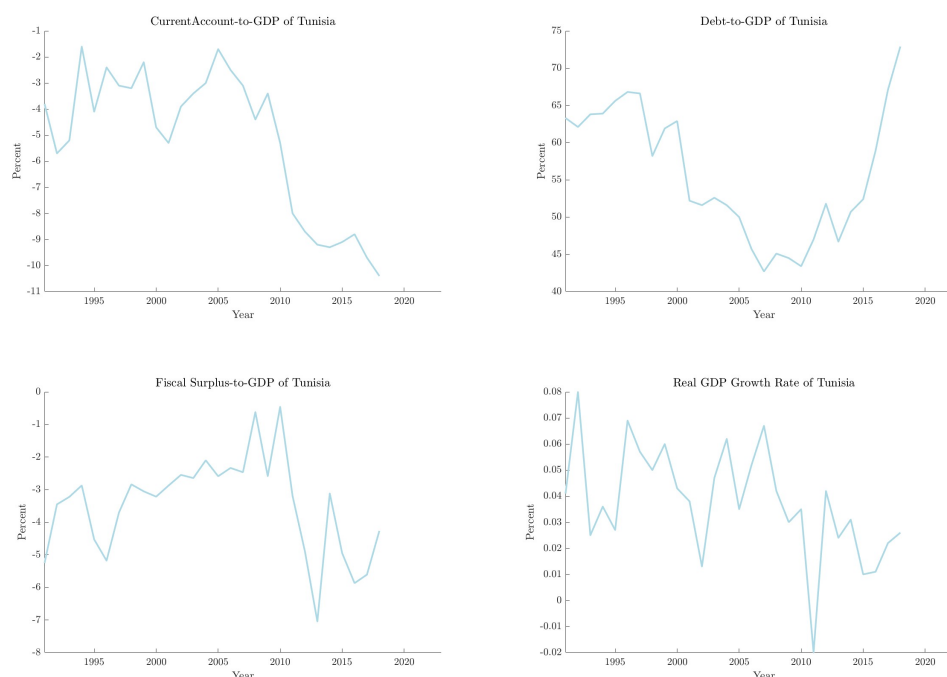 CurrentAccount-to-GDP of Tunisia
-1
-2
-3
-4
-5
-6
-7
-8
-9
-10
-11
Percent
1995 2000 2005 2010 2015 2020
Year
Debt-to-GDP of Tunisia
75
70
65
60
55
50
45
40
Percent
1995 2000 2005 2010 2015 2020
Year
Fiscal Surplus-to-GDP of Tunisia
0
-1
-2
-3
-4
-5
-6
-7
-8
Percent
1995 2000 2005 2010 2015 2020
Year
Real GDP Growth Rate of Tunisia
0.08
0.07
0.06
0.05
0.04
0.03
0.02
0.01
0
-0.01
-0.02
Percent
1995 2000 2005 2010 2015 2020
Year